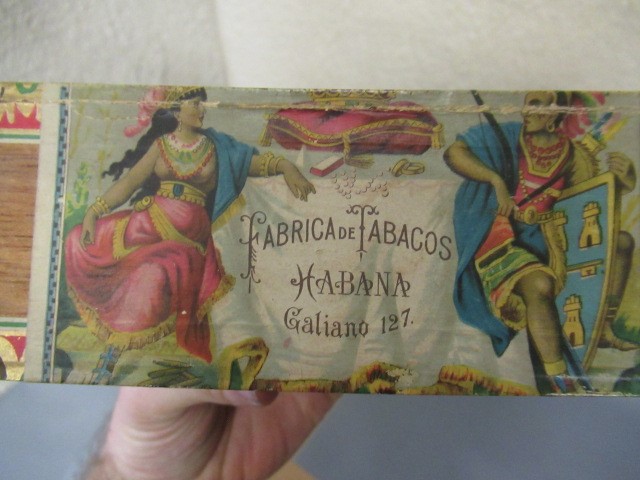 FABRICA DE TABACOS
HABANA
Galiano 127.